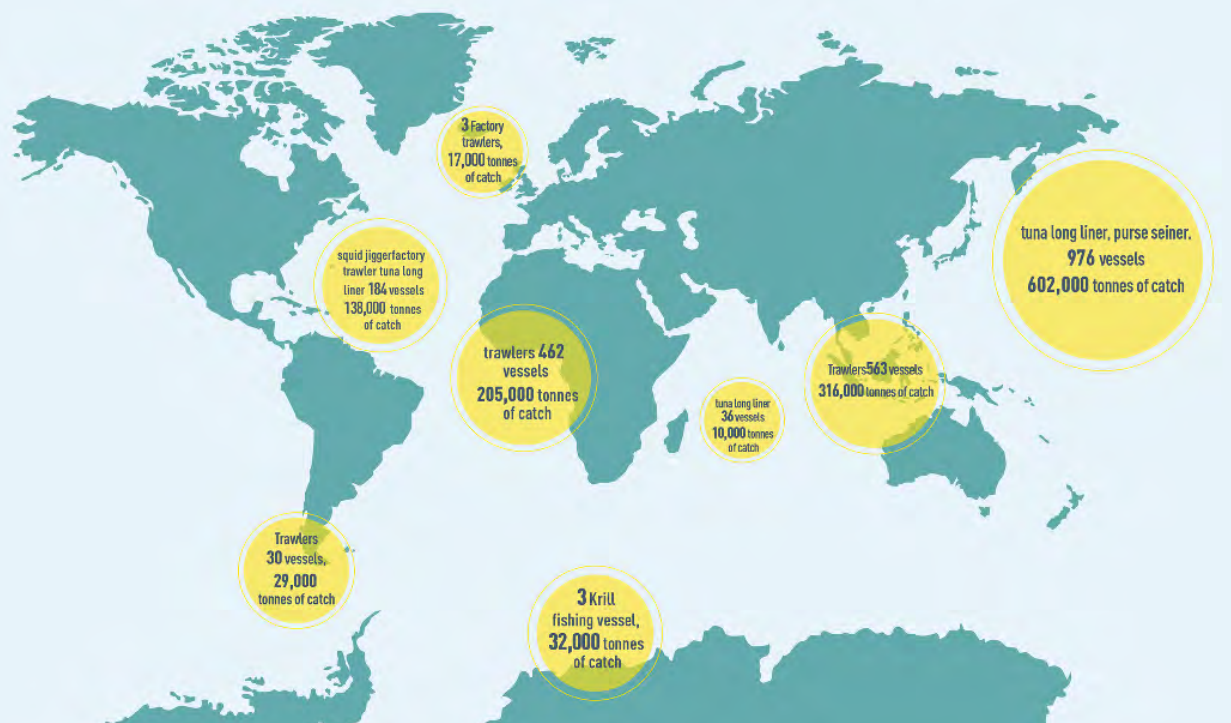 3 Factory
trawlers,
17,000 tonnes
of catch
squid jiggerfactory
trawler tuna long
liner 184 vessels
138,000 tonnes
of catch
tuna long liner, purse seiner.
976 vessels
602,000 tonnes of catch
trawlers 462
vessels
205,000 tonnes
of catch
Trawlers563 vessels
316,000 tonnes of catch
tuna long liner
36 vessels
10,000 tonnes
of catch
Trawlers
30 vessels,
29,000
tonnes of catch
3 Krill
fishing vessel,
32,000 tonnes
of catch